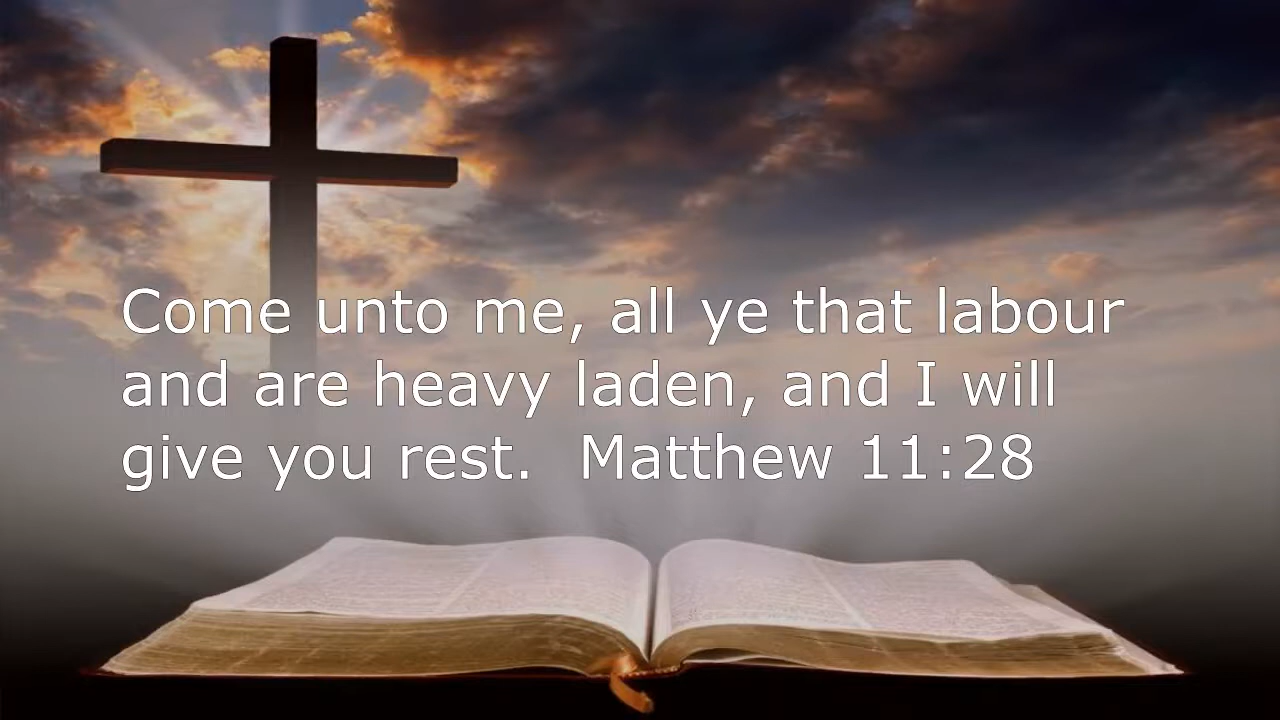 Come unto me, all ye that labour
and are heavy laden, and I will
give you rest.  Matthew 11:28